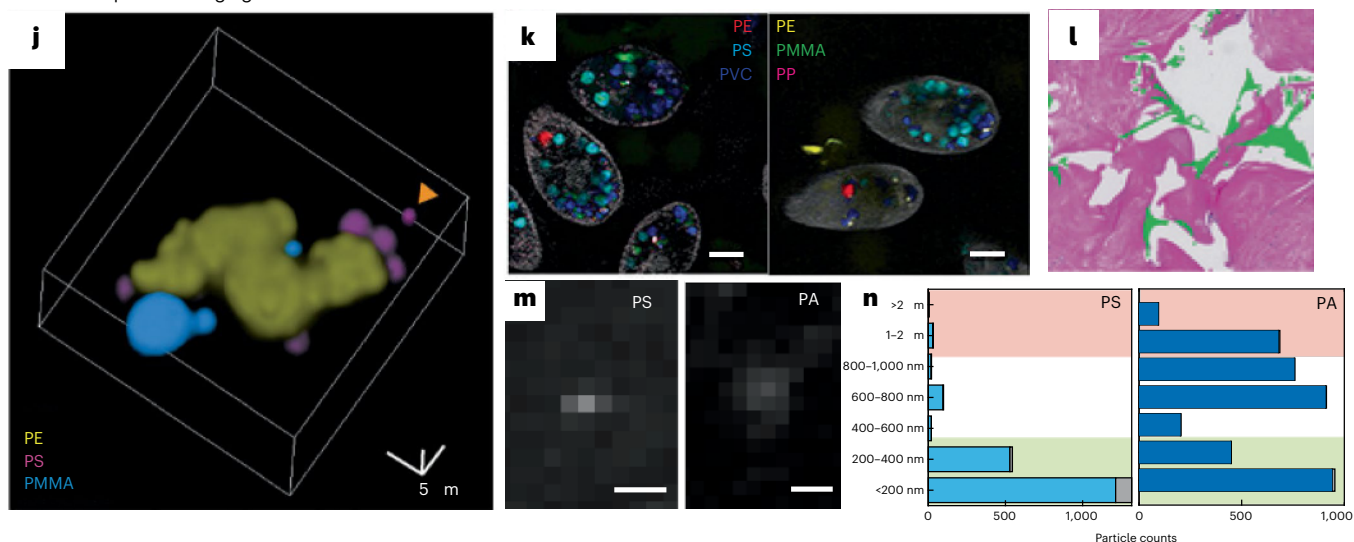 j
PE
PS
PMMA
5 m
k
PE
PS
PVC
PE
PMMA
PP
l
m
PS
PA
n
PS
PA
>2 m
1–2 m
800–1,000 nm
600–800 nm
400–600 nm
200–400 nm
<200 nm
0 500 1,000 0 500 1,000
Particle counts